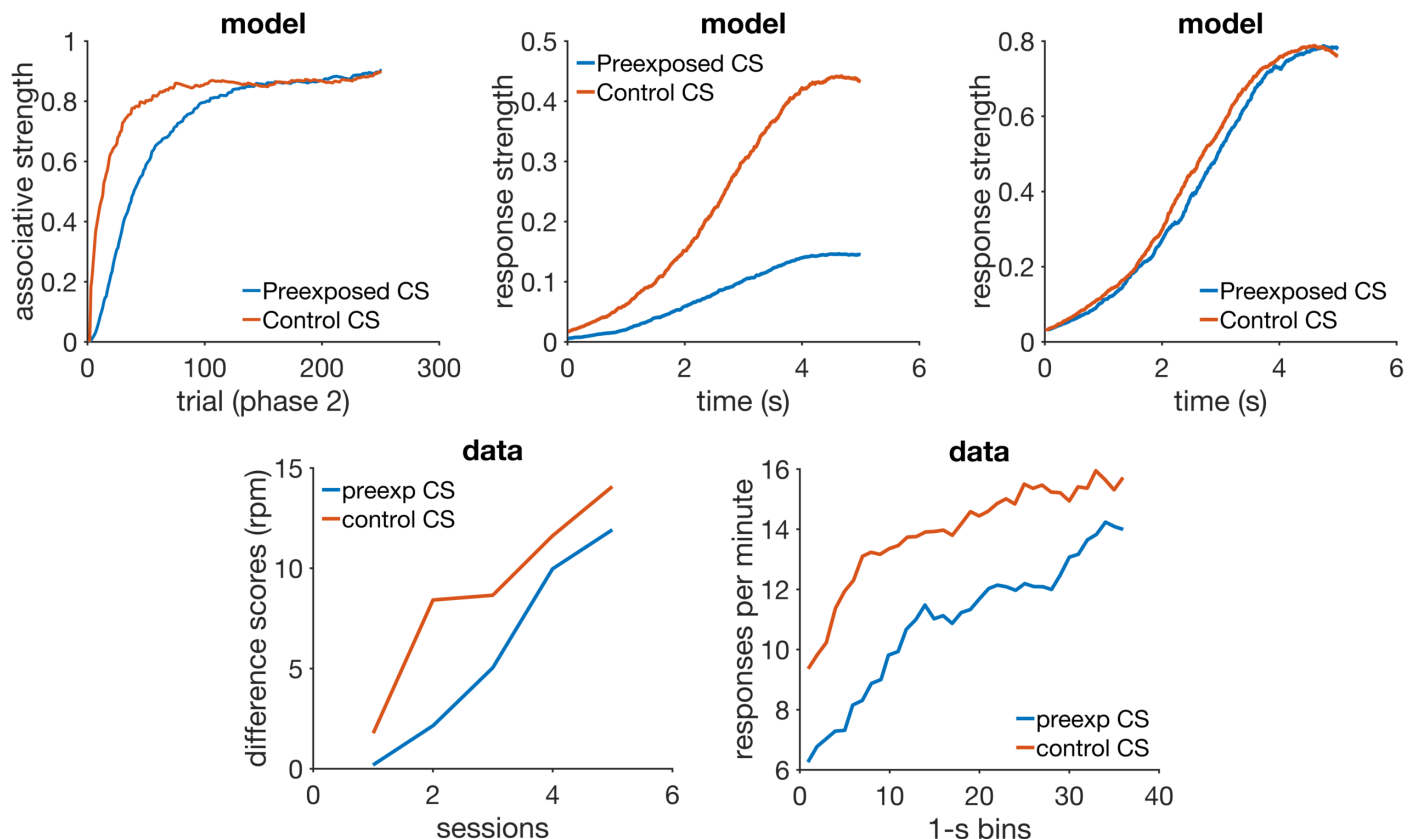 model
associative strength
1
0.8
0.6
0.4
0.2
0
Preexposed CS
Control CS
0 100 200 300
trial (phase 2)
model
response strength
0.5
0.4
0.3
0.2
0.1
0
Preexposed CS
Control CS
0 2 4 6
time (s)
model
response strength
0.8
0.6
0.4
0.2
0
Preexposed CS
Control CS
0 2 4 6
time (s)
data
difference scores (rpm)
15
10
5
0
preexp CS
control CS
0 2 4 6
sessions
data
responses per minute
16
14
12
10
8
6
preexp CS
control CS
0 10 20 30 40
1-s bins